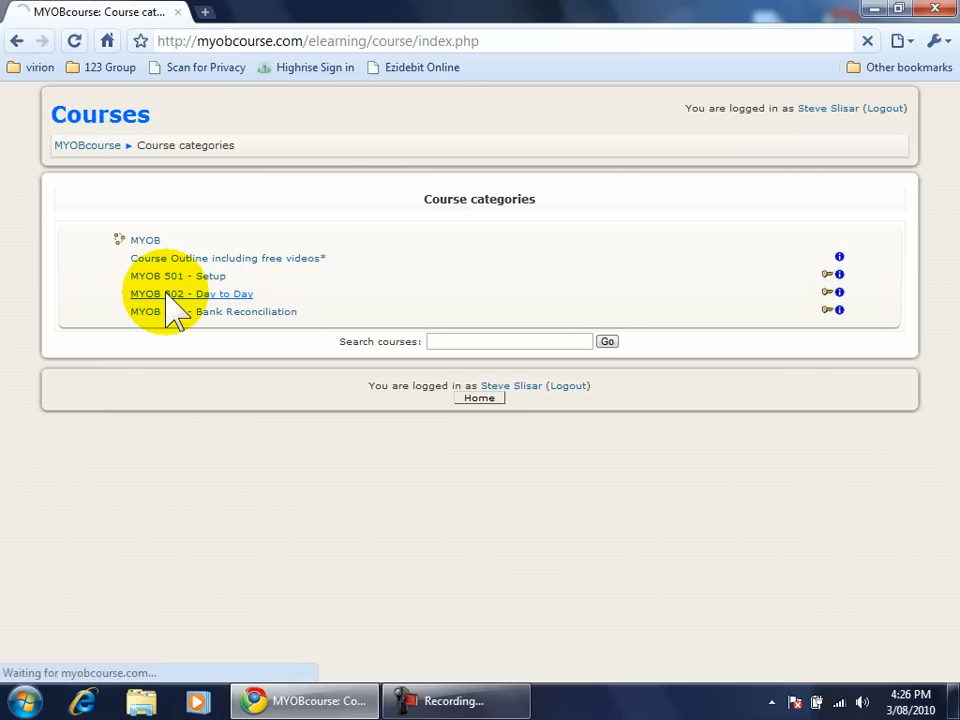 MYOBcourse: Course cat...
http://myobcourse.com/elearning/course/index.php
virion
123 Group
Scan for Privacy
Highrise Sign in
Ezidebit Online
Other bookmarks
Courses
You are logged in as Steve Slisar (Logout)
MYOBcourse ► Course categories
Course categories
MYOB
Course Outline including free videos*
MYOB 501 - Setup
MYOB 502 - Day to Day
MYOB - Bank Reconciliation
Search courses:
Go
You are logged in as Steve Slisar (Logout)
Home
Waiting for myobcourse.com...
MYOBcourse: Co...
Recording...
4:26 PM
3/08/2010